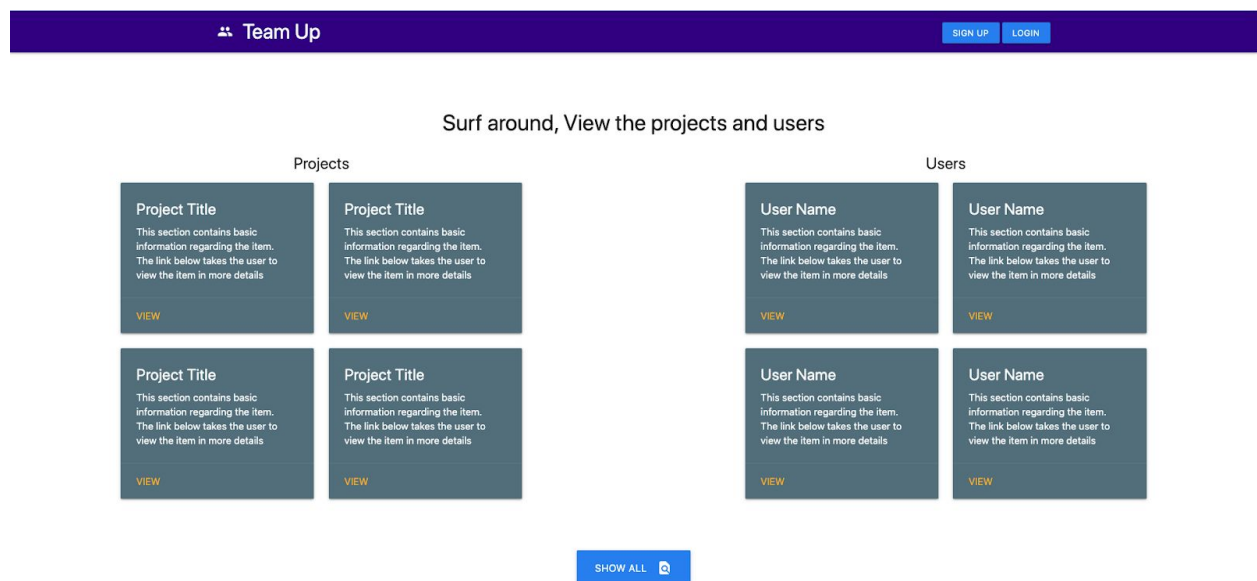 Team Up
SIGN UP
LOGIN
Surf around, View the projects and users
Projects
Project Title
This section contains basic
information regarding the item.
The link below takes the user to
view the item in more details
VIEW
Project Title
This section contains basic
information regarding the item.
The link below takes the user to
view the item in more details
VIEW
Project Title
This section contains basic
information regarding the item.
The link below takes the user to
view the item in more details
VIEW
Project Title
This section contains basic
information regarding the item.
The link below takes the user to
view the item in more details
VIEW
Users
User Name
This section contains basic
information regarding the item.
The link below takes the user to
view the item in more details
VIEW
User Name
This section contains basic
information regarding the item.
The link below takes the user to
view the item in more details
VIEW
User Name
This section contains basic
information regarding the item.
The link below takes the user to
view the item in more details
VIEW
User Name
This section contains basic
information regarding the item.
The link below takes the user to
view the item in more details
VIEW
SHOW ALL